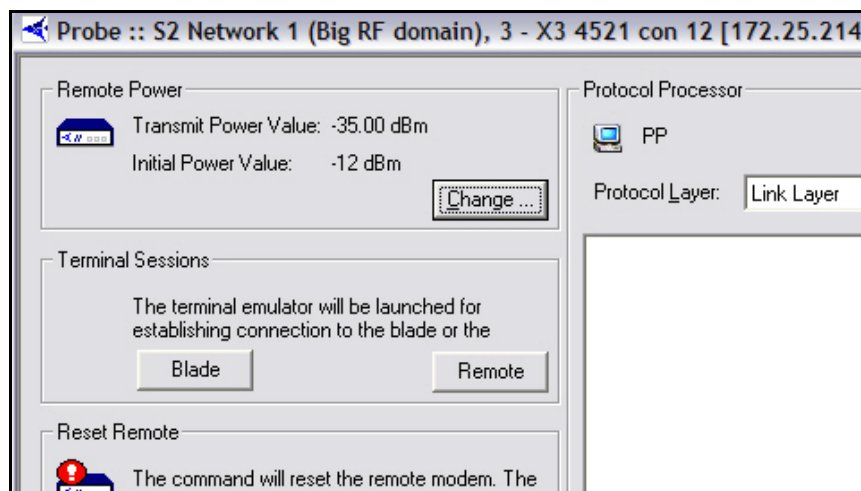 Probe :: S2 Network 1 (Big RF domain), 3 - X3 4521 con 12 [172.25.214
Remote Power
Transmit Power Value: -35.00 dBm
Initial Power Value: -12 dBm
Change ...
Terminal Sessions
The terminal emulator will be launched for
establishing connection to the blade or the
Blade
Remote
Reset Remote
The command will reset the remote modem. The
Protocol Processor
PP
Protocol Layer: Link Layer